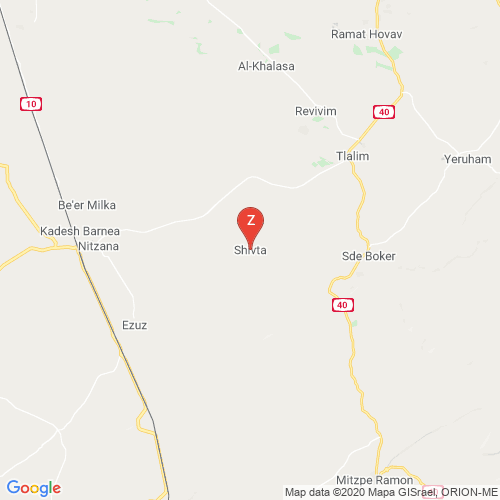 Ramat Hovav
Al-Khalasa
10
Revivim
40
Tlalim
Yeruham
Be'er Milka
Z
Kadesh Barnea
Nitzana
Shivta
Sde Boker
40
Ezuz
Mitzpe Ramon
Google
Map data ©2020 Mapa GISrael, ORION-ME